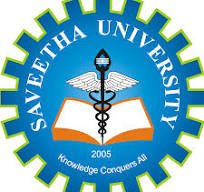 SAVEETHA UNIVERSITY
2005
Knowledge Conquers All